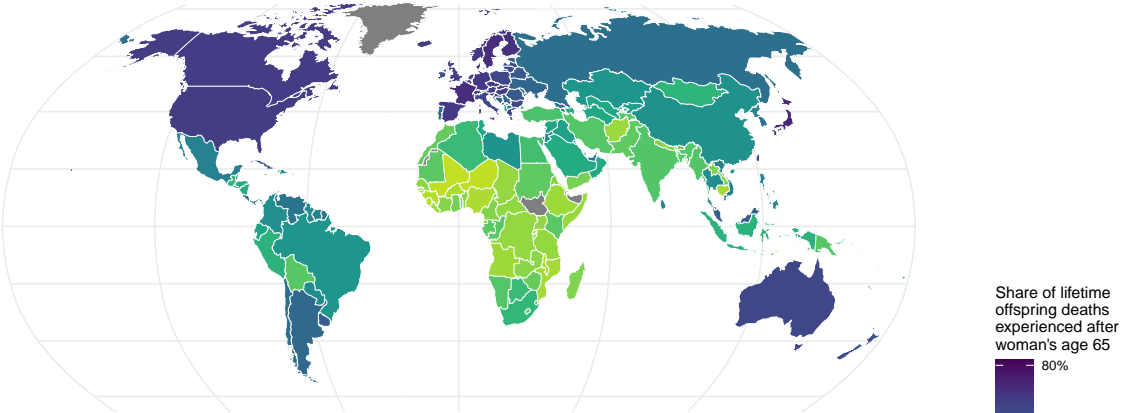 Share of lifetime
offspring deaths
experienced after
woman's age 65
80%